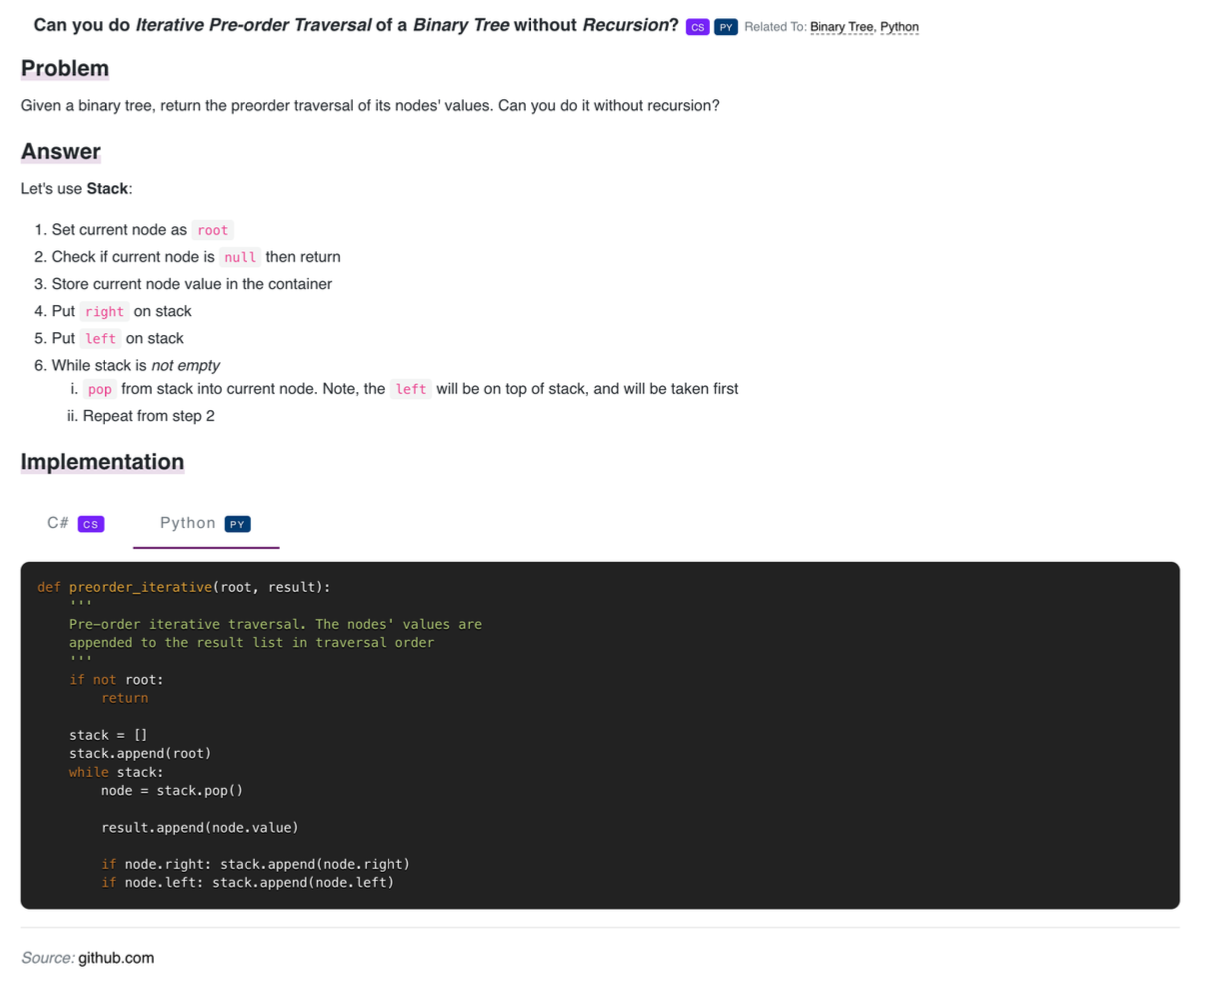 Can you do Iterative Pre-order Traversal of a Binary Tree without Recursion? CS PY Related To: Binary Tree, Python
Problem
Given a binary tree, return the preorder traversal of its nodes' values. Can you do it without recursion?
Answer
Let's use Stack:
1. Set current node as root
2. Check if current node is null then return
3. Store current node value in the container
4. Put right on stack
5. Put left on stack
6. While stack is not empty
i. pop from stack into current node. Note, the left will be on top of stack, and will be taken first
ii. Repeat from step 2
Implementation
C# CS Python PY
def preorder_iterative(root, result):
    '''
    Pre-order iterative traversal. The nodes' values are
    appended to the result list in traversal order
    '''
    if not root:
        return
    stack = []
    stack.append(root)
    while stack:
        node = stack.pop()
        result.append(node.value)
        if node.right: stack.append(node.right)
        if node.left: stack.append(node.left)
Source: github.com